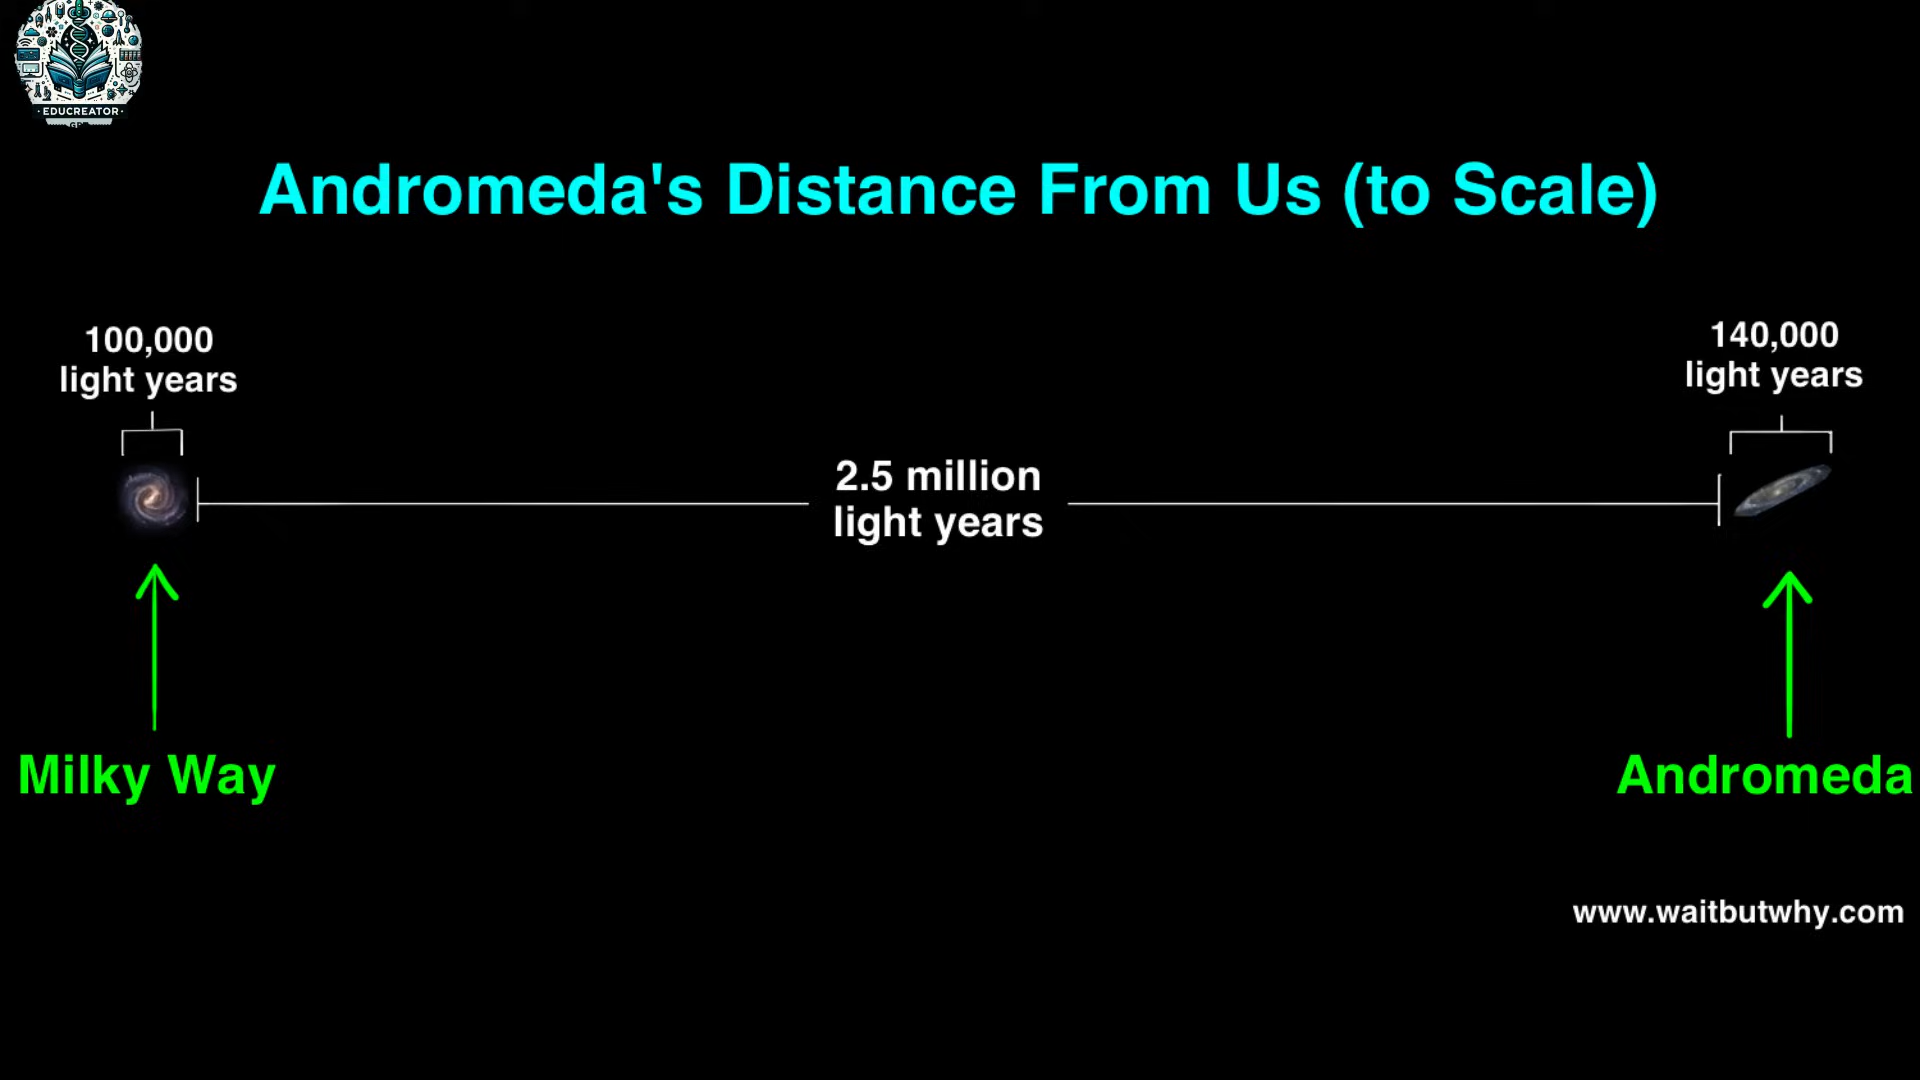 · EDUCREATOR ·
Andromeda's Distance From Us (to Scale)
100,000
light years
140,000
light years
2.5 million
light years
Milky Way
Andromeda
www.waitbutwhy.com